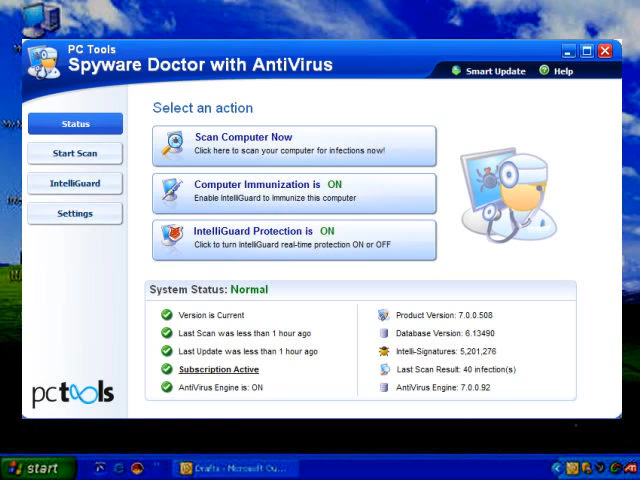 PC Tools
Spyware Doctor with AntiVirus
Smart Update
Help
Status
Start Scan
IntelliGuard
Settings
Select an action
Scan Computer Now
Click here to scan your computer for infections now!
Computer Immunization is ON
Enable IntelliGuard to immunize this computer
IntelliGuard Protection is ON
Click to turn IntelliGuard real-time protection ON or OFF
System Status: Normal
Version is Current
Last Scan was less than 1 hour ago
Last Update was less than 1 hour ago
Subscription Active
AntiVirus Engine is: ON
Product Version: 7.0.0.508
Database Version: 6.13490
Intelli-Signatures: 5,201,276
Last Scan Result: 40 infection(s)
AntiVirus Engine: 7.0.0.92
pctools
start
Drafts - Microsoft Ou...